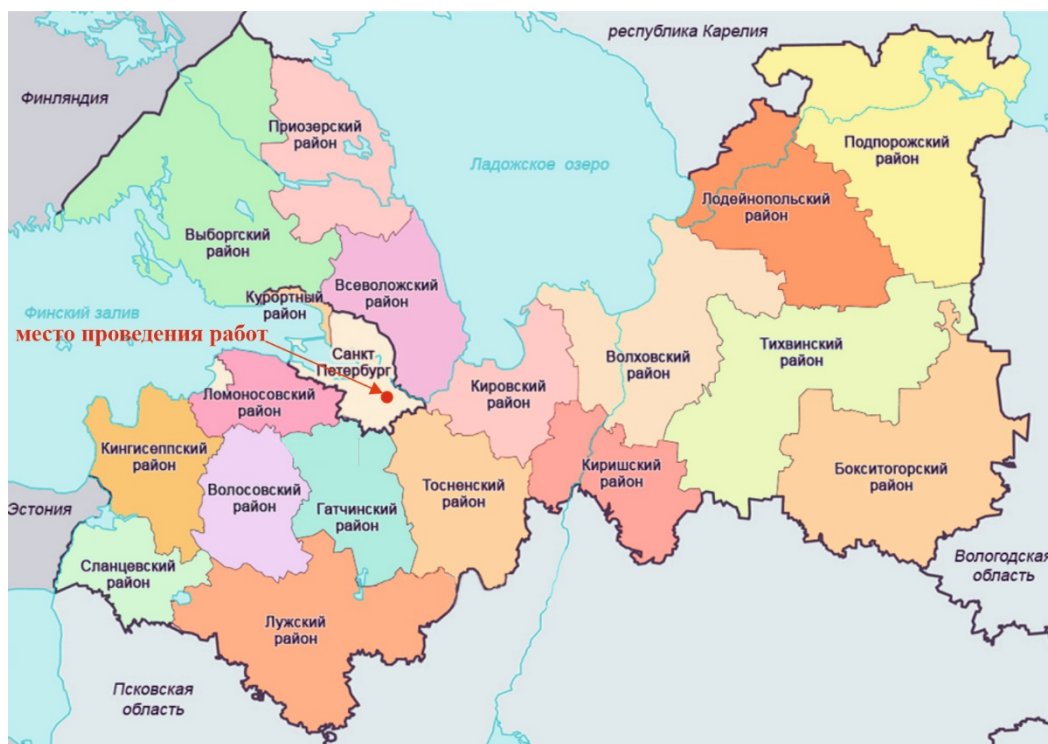 республика Карелия
Финляндия
Приозерский
район
Ладожское озеро
Подпорожский
район
Лодейнопольский
район
Выборгский
район
Всеволожский
район
Курортный
район
Финский залив
место проведения работ
Санкт
Петербург
Волховский
район
Тихвинский
район
Ломоносовский
район
Кировский
район
Кингисеппский
район
Киришский
район
Бокситогорский
район
Волосовский
район
Гатчинский
район
Тосненский
район
Эстония
Сланцевский
район
Вологодская
область
Лужский
район
Псковская
область